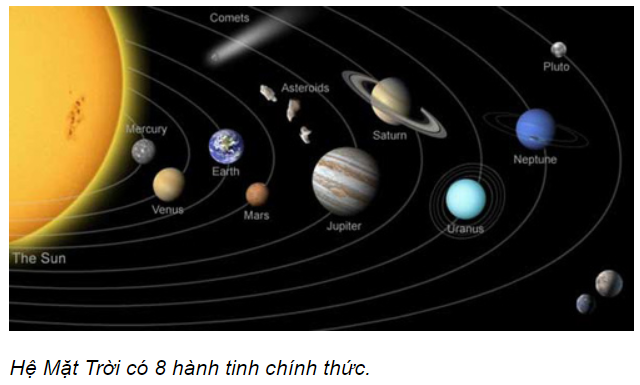 Comets
Pluto
Asteroids
Saturn
Mercury
Earth
Neptune
Venus
Mars
Jupiter
Uranus
The Sun
Hệ Mặt Trời có 8 hành tinh chính thức.